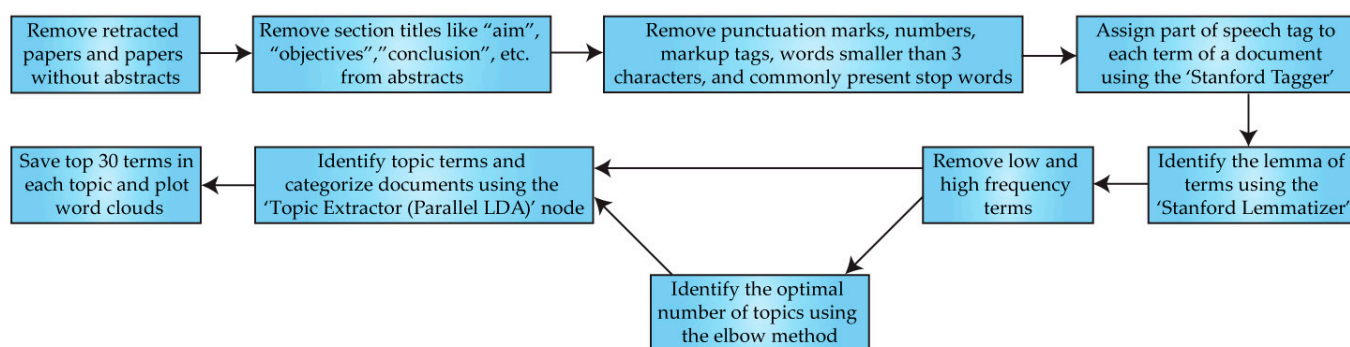 Remove retracted
papers and papers
without abstracts
Remove section titles like “aim”,
“objectives”,”conclusion”, etc.
from abstracts
Remove punctuation marks, numbers,
markup tags, words smaller than 3
characters, and commonly present stop words
Assign part of speech tag to
each term of a document
using the ‘Stanford Tagger’
Identify the lemma of
terms using the
‘Stanford Lemmatizer’
Remove low and
high frequency
terms
Identify the optimal
number of topics using
the elbow method
Identify topic terms and
categorize documents using the
‘Topic Extractor (Parallel LDA)’ node
Save top 30 terms in
each topic and plot
word clouds